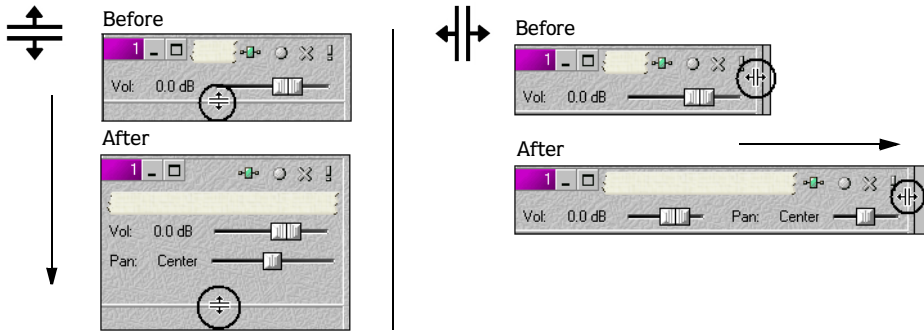 Before
1
Vol: 0.0 dB
After
1
Vol: 0.0 dB
Pan: Center
Before
1
Vol: 0.0 dB
After
1
Vol: 0.0 dB Pan: Center